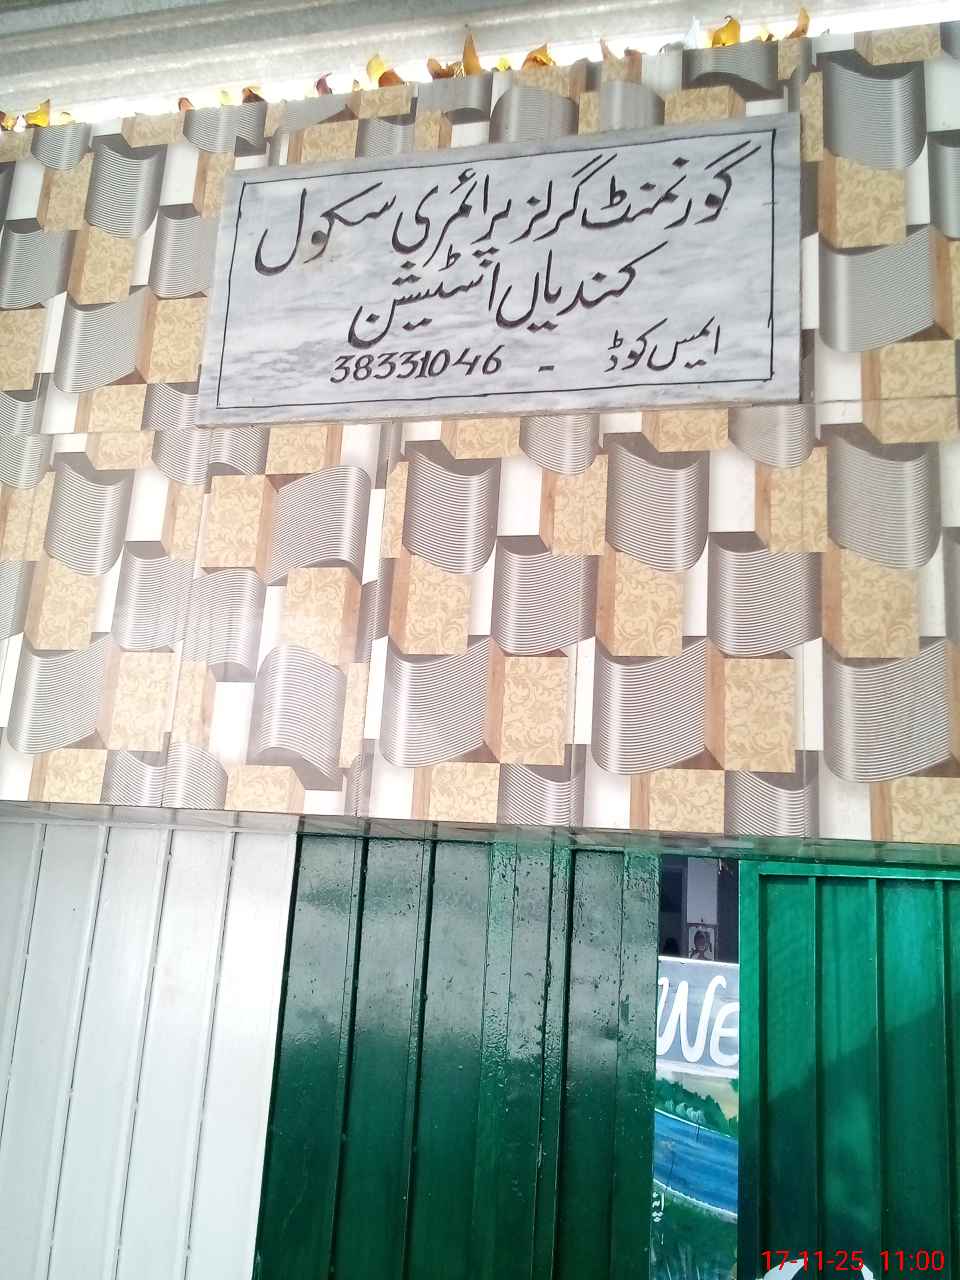 گورنمنٹ گرلز پرائمری سکول
کندیاں اسٹیشن
ایمس کوڈ - 38331046
We
17-11-25 11:00